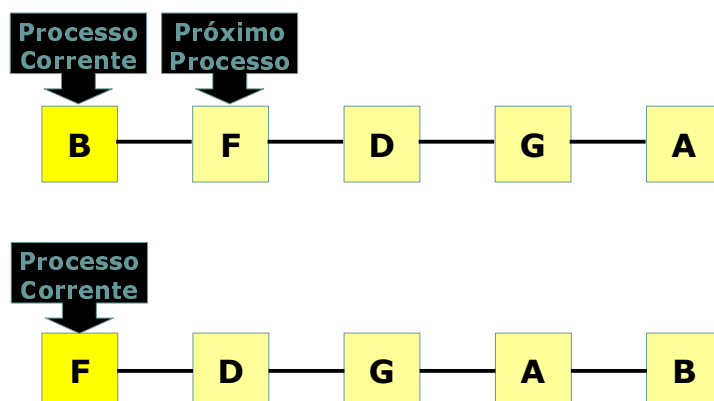 Processo
Corrente
Próximo
Processo
B F D G A
Processo
Corrente
F D G A B